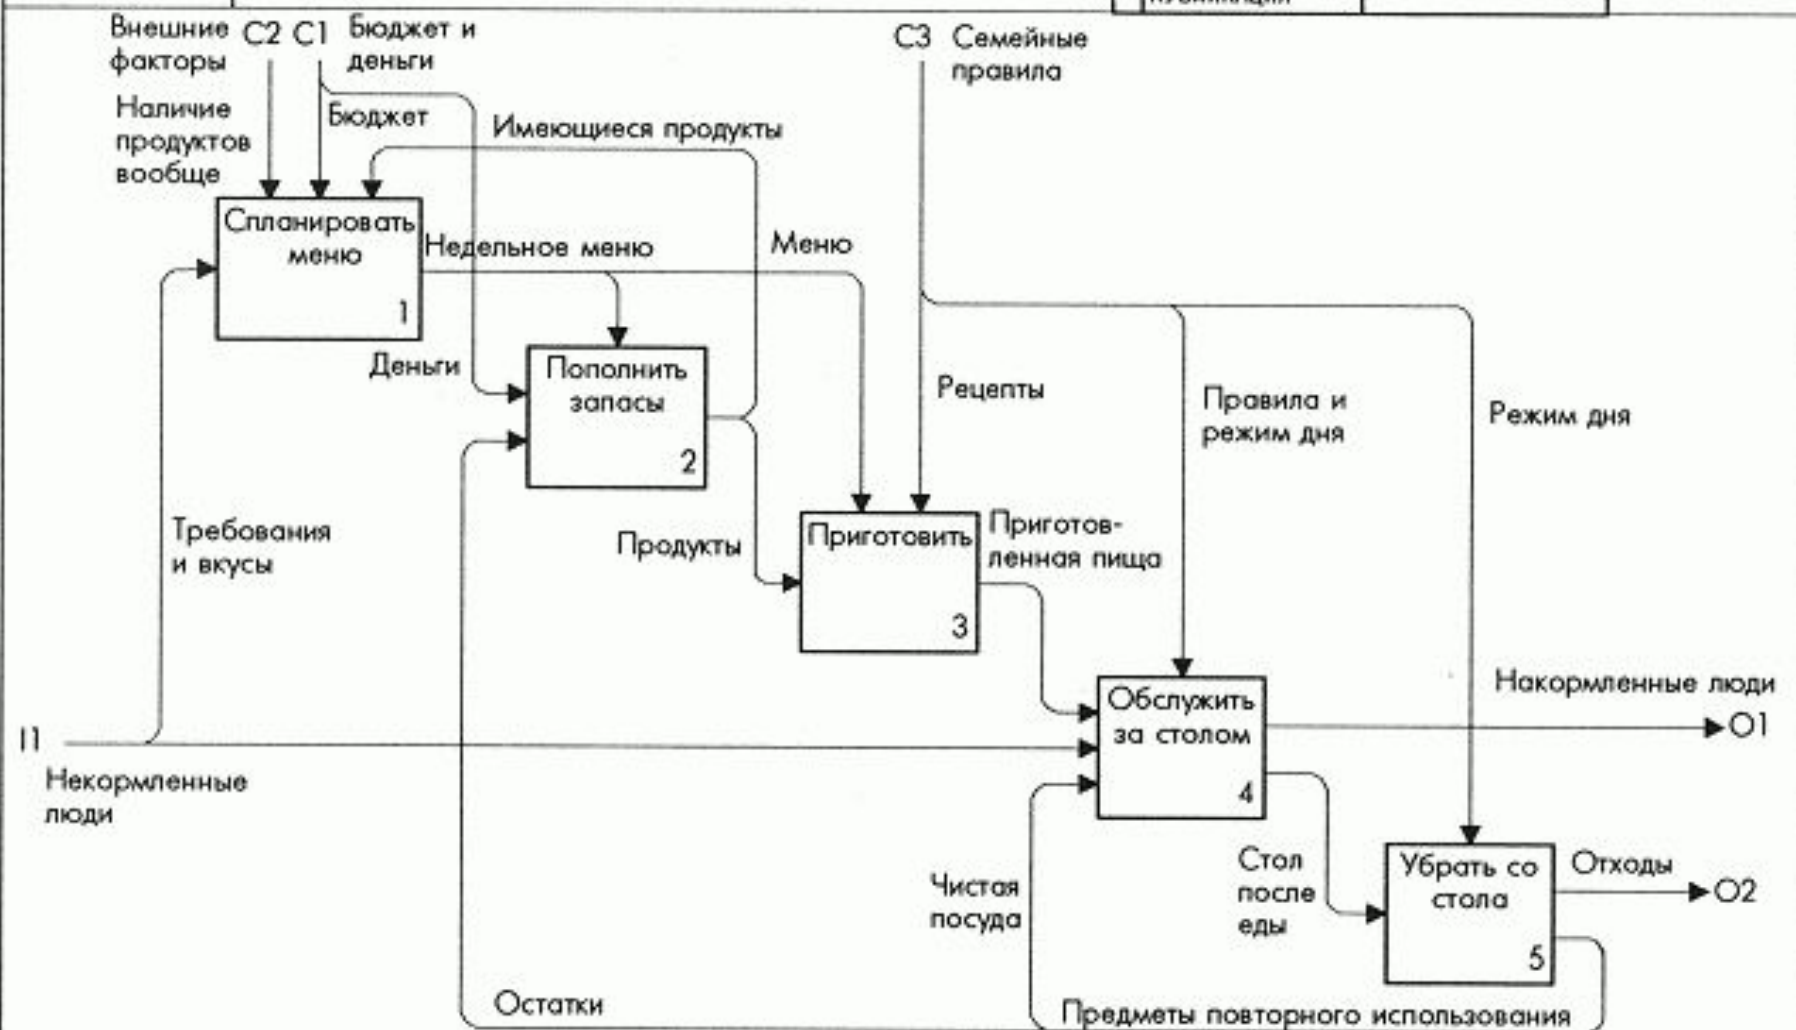 Внешние
факторы
C2
C1
Бюджет и
деньги
C3
Семейные
правила
Наличие
продуктов
вообще
Бюджет
Имеющиеся продукты
Спланировать
меню
1
Недельное меню
Меню
Деньги
Пополнить
запасы
2
Рецепты
Правила и
режим дня
Режим дня
Требования
и вкусы
Продукты
Приготовить
3
Приготов-
ленная пища
Обслужить
за столом
4
Накормленные люди
O1
I1
Некормленные
люди
Чистая
посуда
Стол
после
еды
Убрать со
стола
5
Отходы
O2
Остатки
Предметы повторного использования